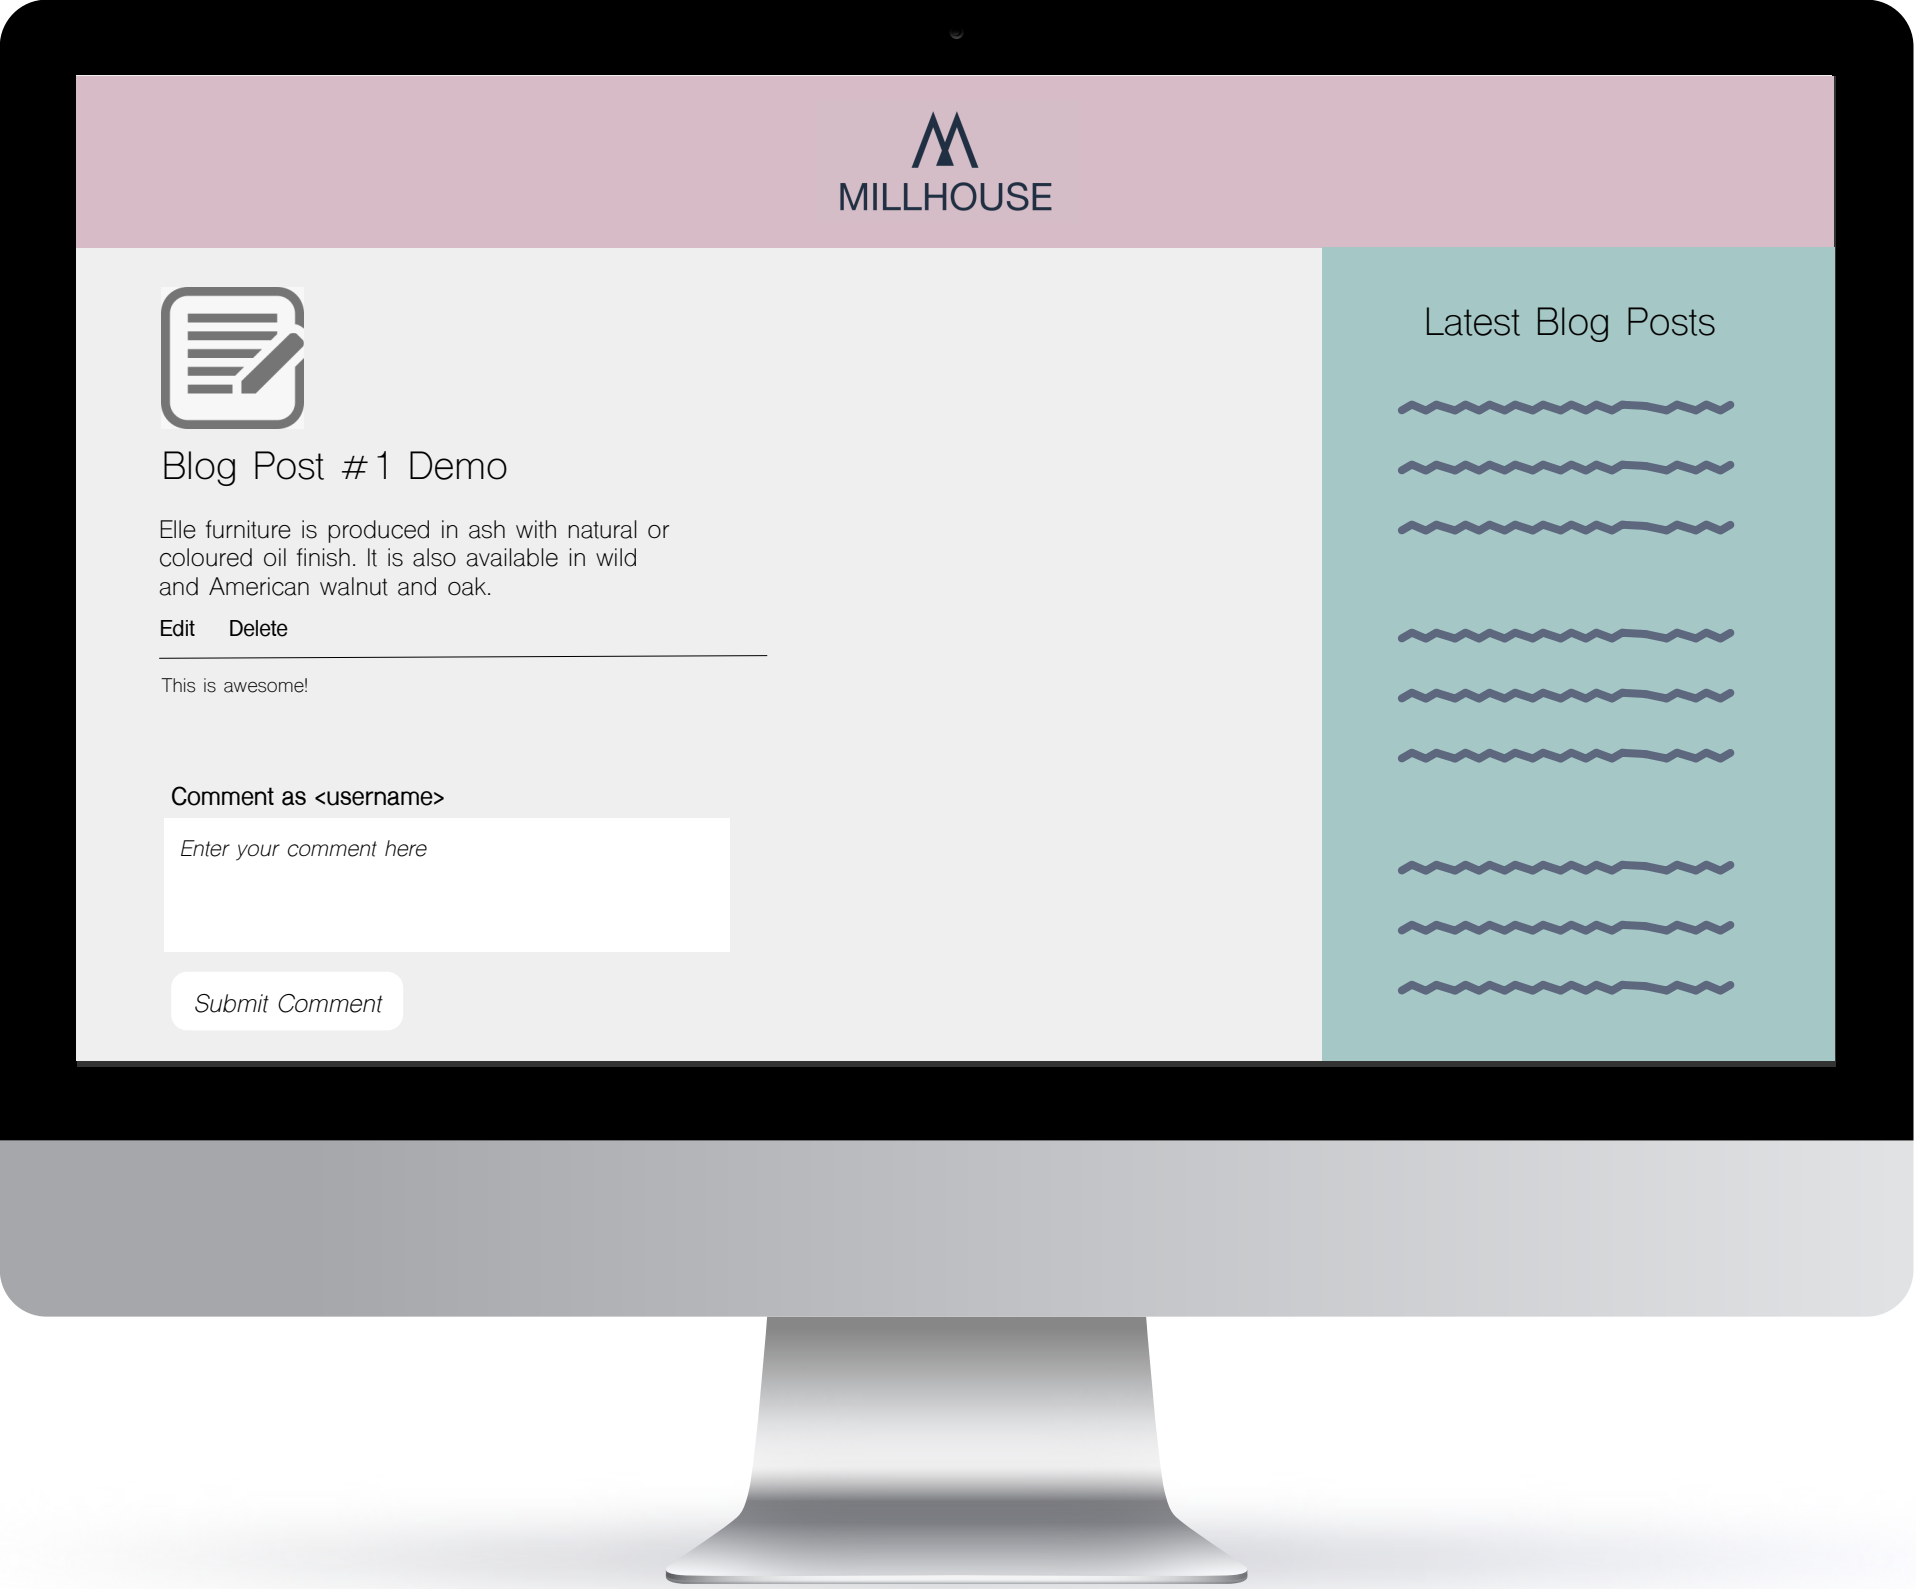 MILLHOUSE
Blog Post #1 Demo
Elle furniture is produced in ash with natural or
coloured oil finish. It is also available in wild
and American walnut and oak.
Edit Delete
This is awesome!
Comment as <username>
Enter your comment here
Submit Comment
Latest Blog Posts